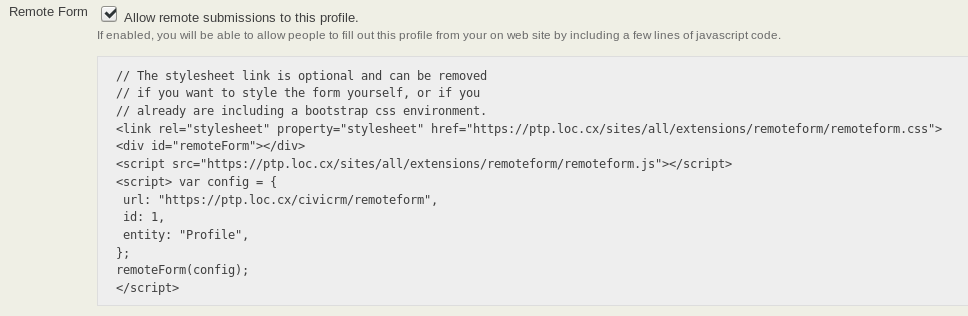 Remote Form Allow remote submissions to this profile.
If enabled, you will be able to allow people to fill out this profile from your on web site by including a few lines of javascript code.
// The stylesheet link is optional and can be removed
// if you want to style the form yourself, or if you
// already are including a bootstrap css environment.
<link rel="stylesheet" property="stylesheet" href="https://ptp.loc.cx/sites/all/extensions/remoteform/remoteform.css">
<div id="remoteForm"></div>
<script src="https://ptp.loc.cx/sites/all/extensions/remoteform/remoteform.js"></script>
<script> var config = {
 url: "https://ptp.loc.cx/civicrm/remoteform",
 id: 1,
 entity: "Profile",
};
remoteForm(config);
</script>